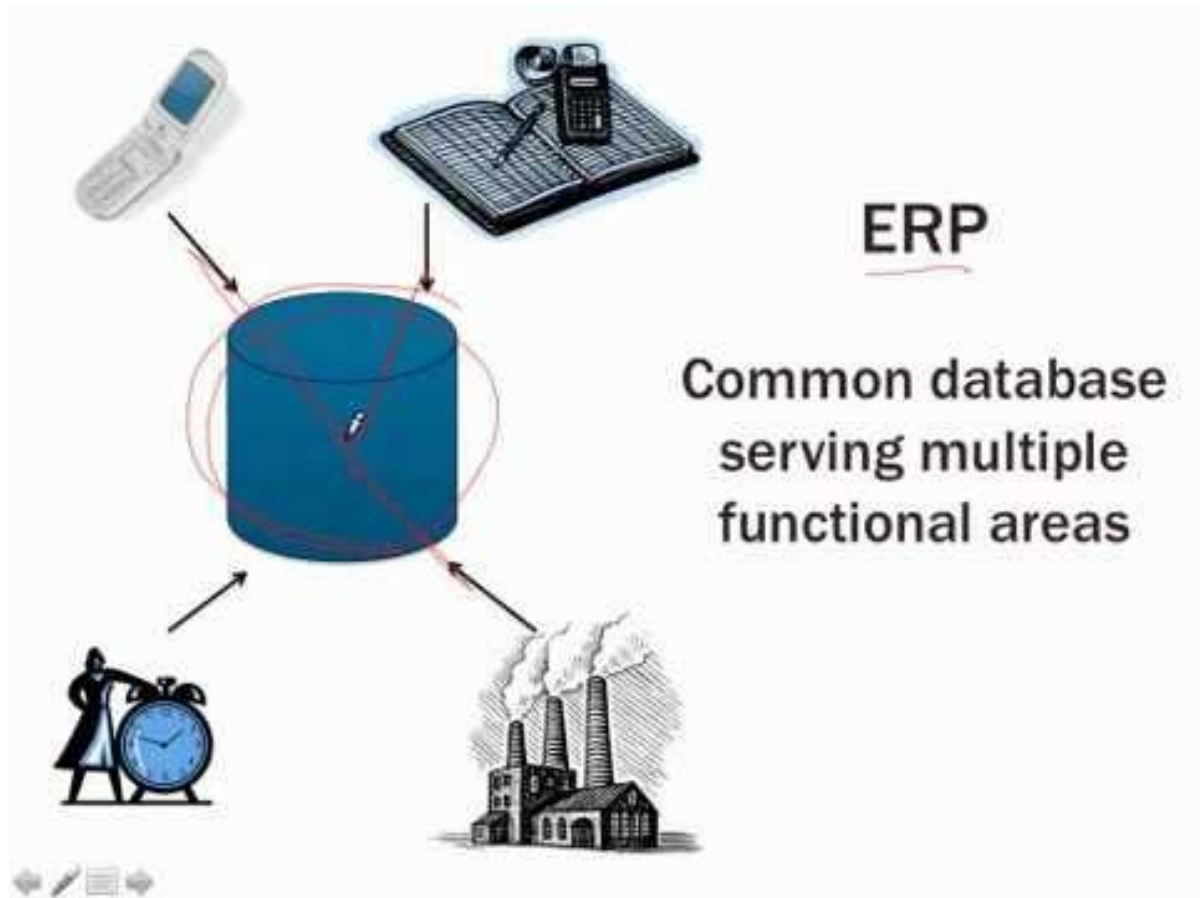 ERP
Common database
serving multiple
functional areas